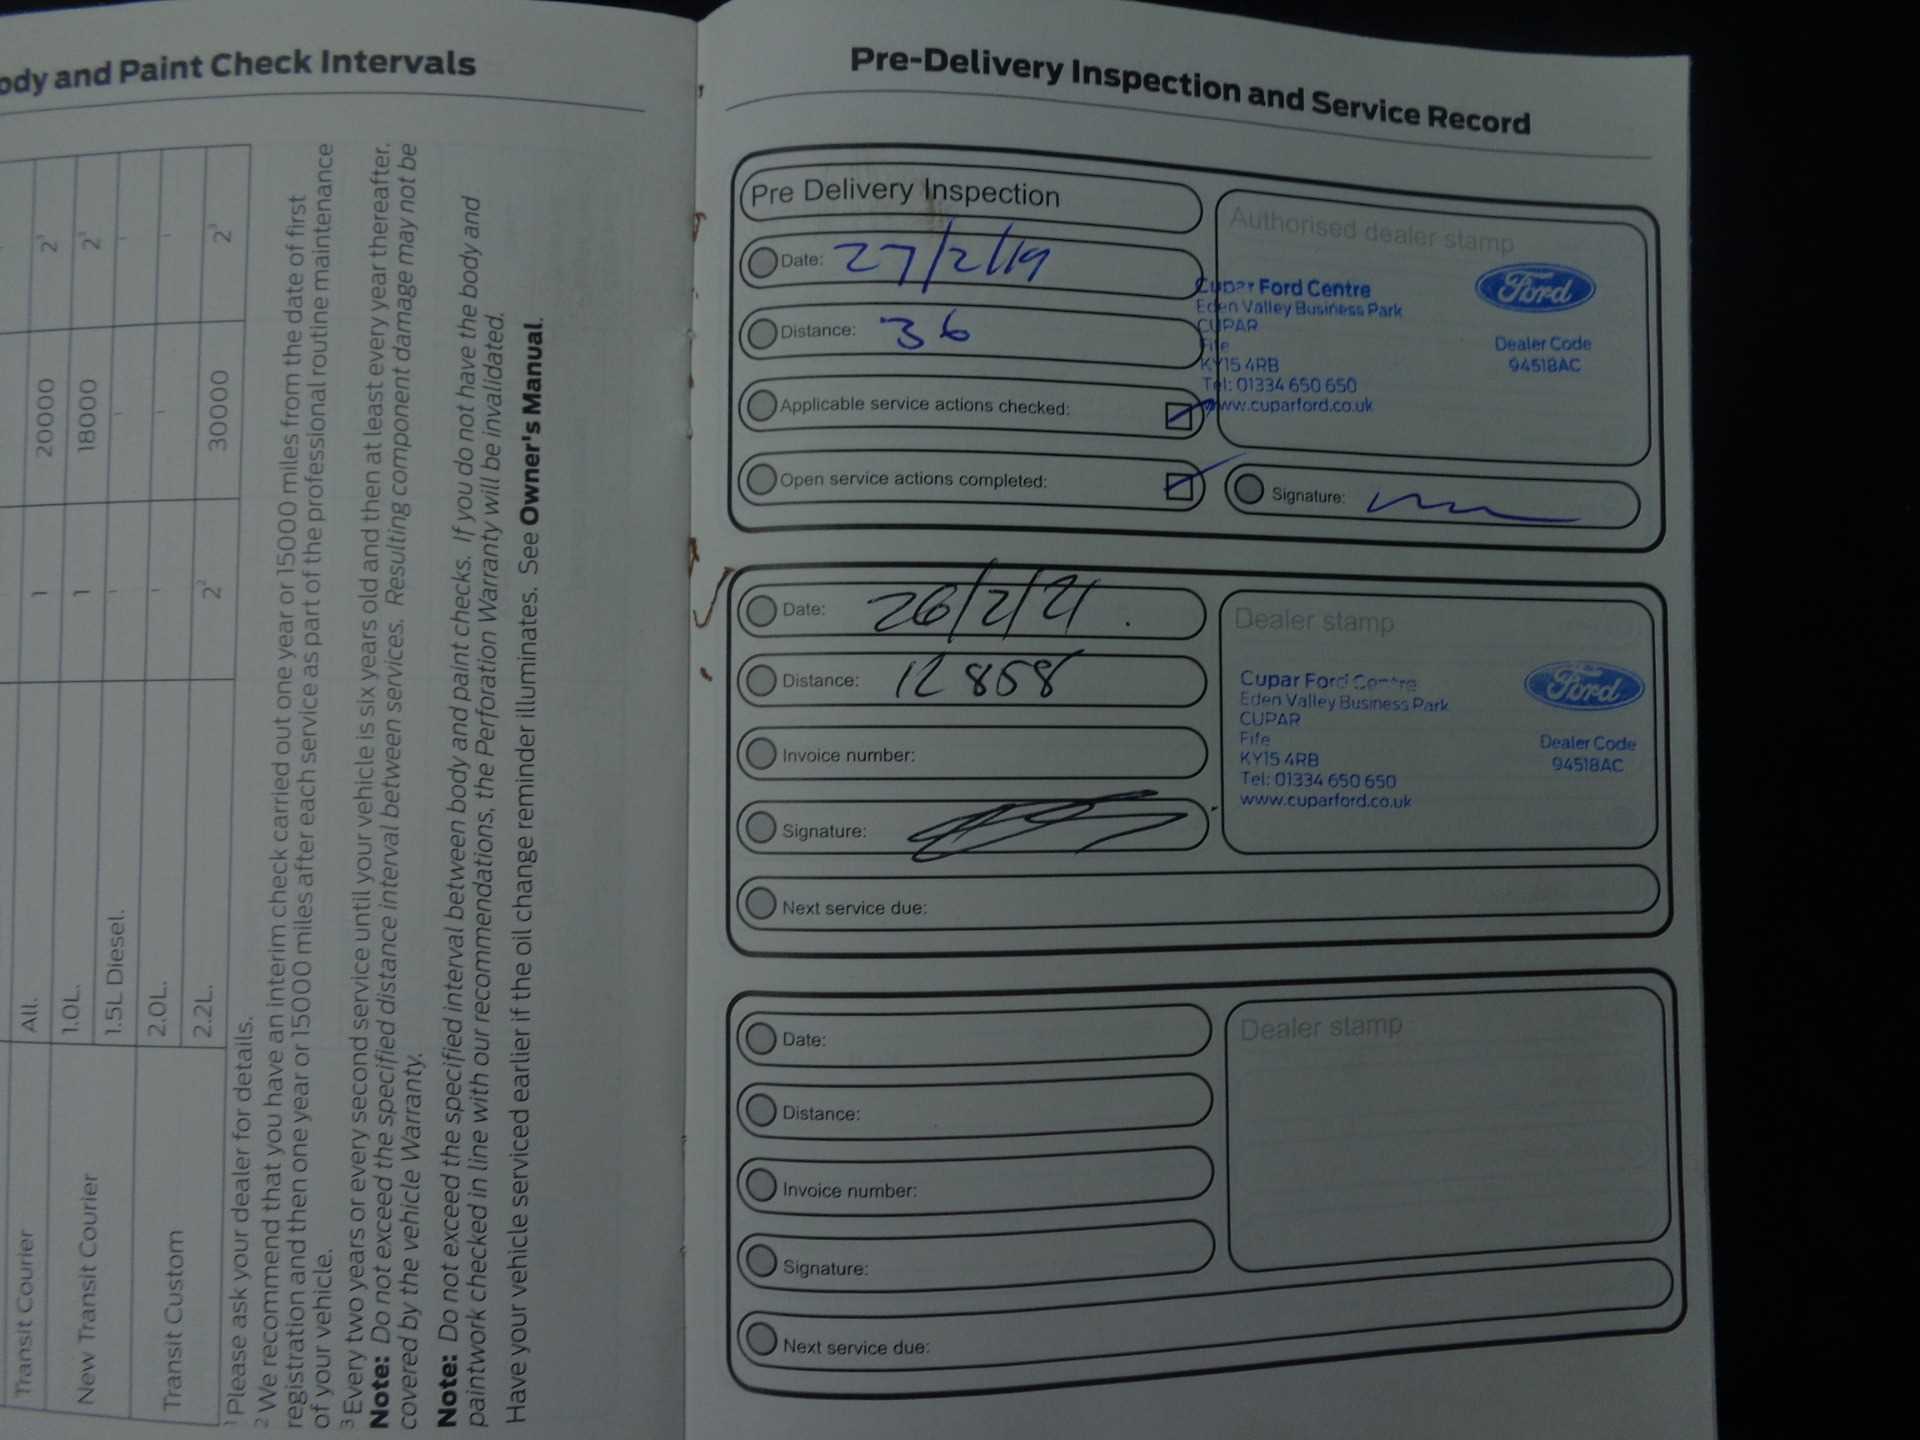 ody and Paint Check Intervals
Transit Courier All. 1 20000 2³
New Transit Courier 1.0L. 1 18000 2³
1.5L Diesel. - - -
Transit Custom 2.0L. - - -
2.2L. 2² 30000 2³
¹ Please ask your dealer for details.
² We recommend that you have an interim check carried out one year or 15000 miles from the date of first
registration and then one year or 15000 miles after each service as part of the professional routine maintenance
of your vehicle.
³ Every two years or every second service until your vehicle is six years old and then at least every year thereafter.
Note: Do not exceed the specified distance interval between services. Resulting component damage may not be
covered by the vehicle Warranty.
Note: Do not exceed the specified interval between body and paint checks. If you do not have the body and
paintwork checked in line with our recommendations, the Perforation Warranty will be invalidated.
Have your vehicle serviced earlier if the oil change reminder illuminates. See Owner's Manual.
Pre-Delivery Inspection and Service Record
Pre Delivery Inspection
Date: 27/2/19
Distance: 36
Applicable service actions checked:
Open service actions completed:
Authorised dealer stamp
Cupar Ford Centre
Eden Valley Business Park
CUPAR
Fife
KY15 4RB
Tel: 01334 650 650
www.cuparford.co.uk
Ford
Dealer Code
94518AC
Signature:
Date: 26/2/21.
Distance: 12868
Invoice number:
Signature:
Next service due:
Dealer stamp
Cupar Ford Centre
Eden Valley Business Park
CUPAR
Fife
KY15 4RB
Tel: 01334 650 650
www.cuparford.co.uk
Ford
Dealer Code
94518AC
Date:
Distance:
Invoice number:
Signature:
Next service due:
Dealer stamp